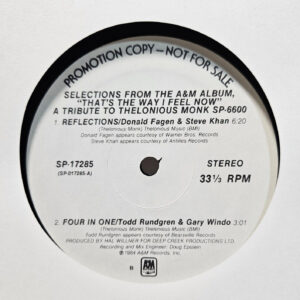 PROMOTION COPY—NOT FOR SALE
SELECTIONS FROM THE A&M ALBUM,
"THAT'S THE WAY I FEEL NOW"
A TRIBUTE TO THELONIOUS MONK SP-6600
1. REFLECTIONS/Donald Fagen & Steve Khan 6:20
(Thelonious Monk) Thelonious Music (BMI)
Donald Fagen appears courtesy of Warner Bros. Records
Steve Khan appears courtesy of Antilles Records
SP-17285
(SP-017285-A)
STEREO
33⅓ RPM
2. FOUR IN ONE/Todd Rundgren & Gary Windo 3:01
(Thelonious Monk) Thelonious Music (BMI)
Todd Rundgren appears courtesy of Bearsville Records
PRODUCED BY HAL WILLNER FOR DEEP CREEK PRODUCTIONS LTD.
Recording and Mix Engineer: Doug Epstein
℗ 1984 A&M Records, Inc.
B
A&M